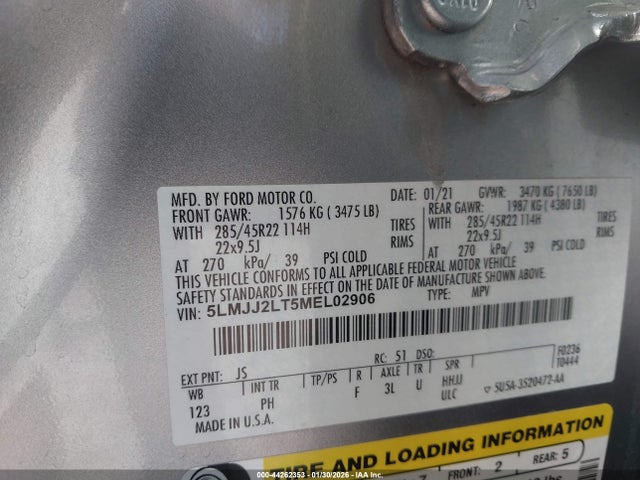 MFD. BY FORD MOTOR CO. DATE: 01/21 GVWR: 3470 KG ( 7650 LB)
FRONT GAWR: 1576 KG ( 3475 LB) REAR GAWR: 1987 KG ( 4380 LB)
WITH 285/45R22 114H TIRES WITH 285/45R22 114H TIRES
22x9.5J RIMS 22x9.5J RIMS
AT 270 kPa/ 39 PSI COLD AT 270 kPa/ 39 PSI COLD
THIS VEHICLE CONFORMS TO ALL APPLICABLE FEDERAL MOTOR VEHICLE
SAFETY STANDARDS IN EFFECT ON THE DATE OF MANUFACTURE SHOWN ABOVE.
VIN: 5LMJJ2LT5MEL02906 TYPE: MPV
F0236
T0444
EXT PNT: JS RC: 51 DSO:
WB INT TR TP/PS R AXLE TR SPR
123 PH F 3L U HHJJ
ULC 5USA-3520472-AA
MADE IN U.S.A.
TIRE AND LOADING INFORMATION
7 FRONT: 2 REAR: 5
lbs
000-44262353 01/30/2026 IAA Inc.